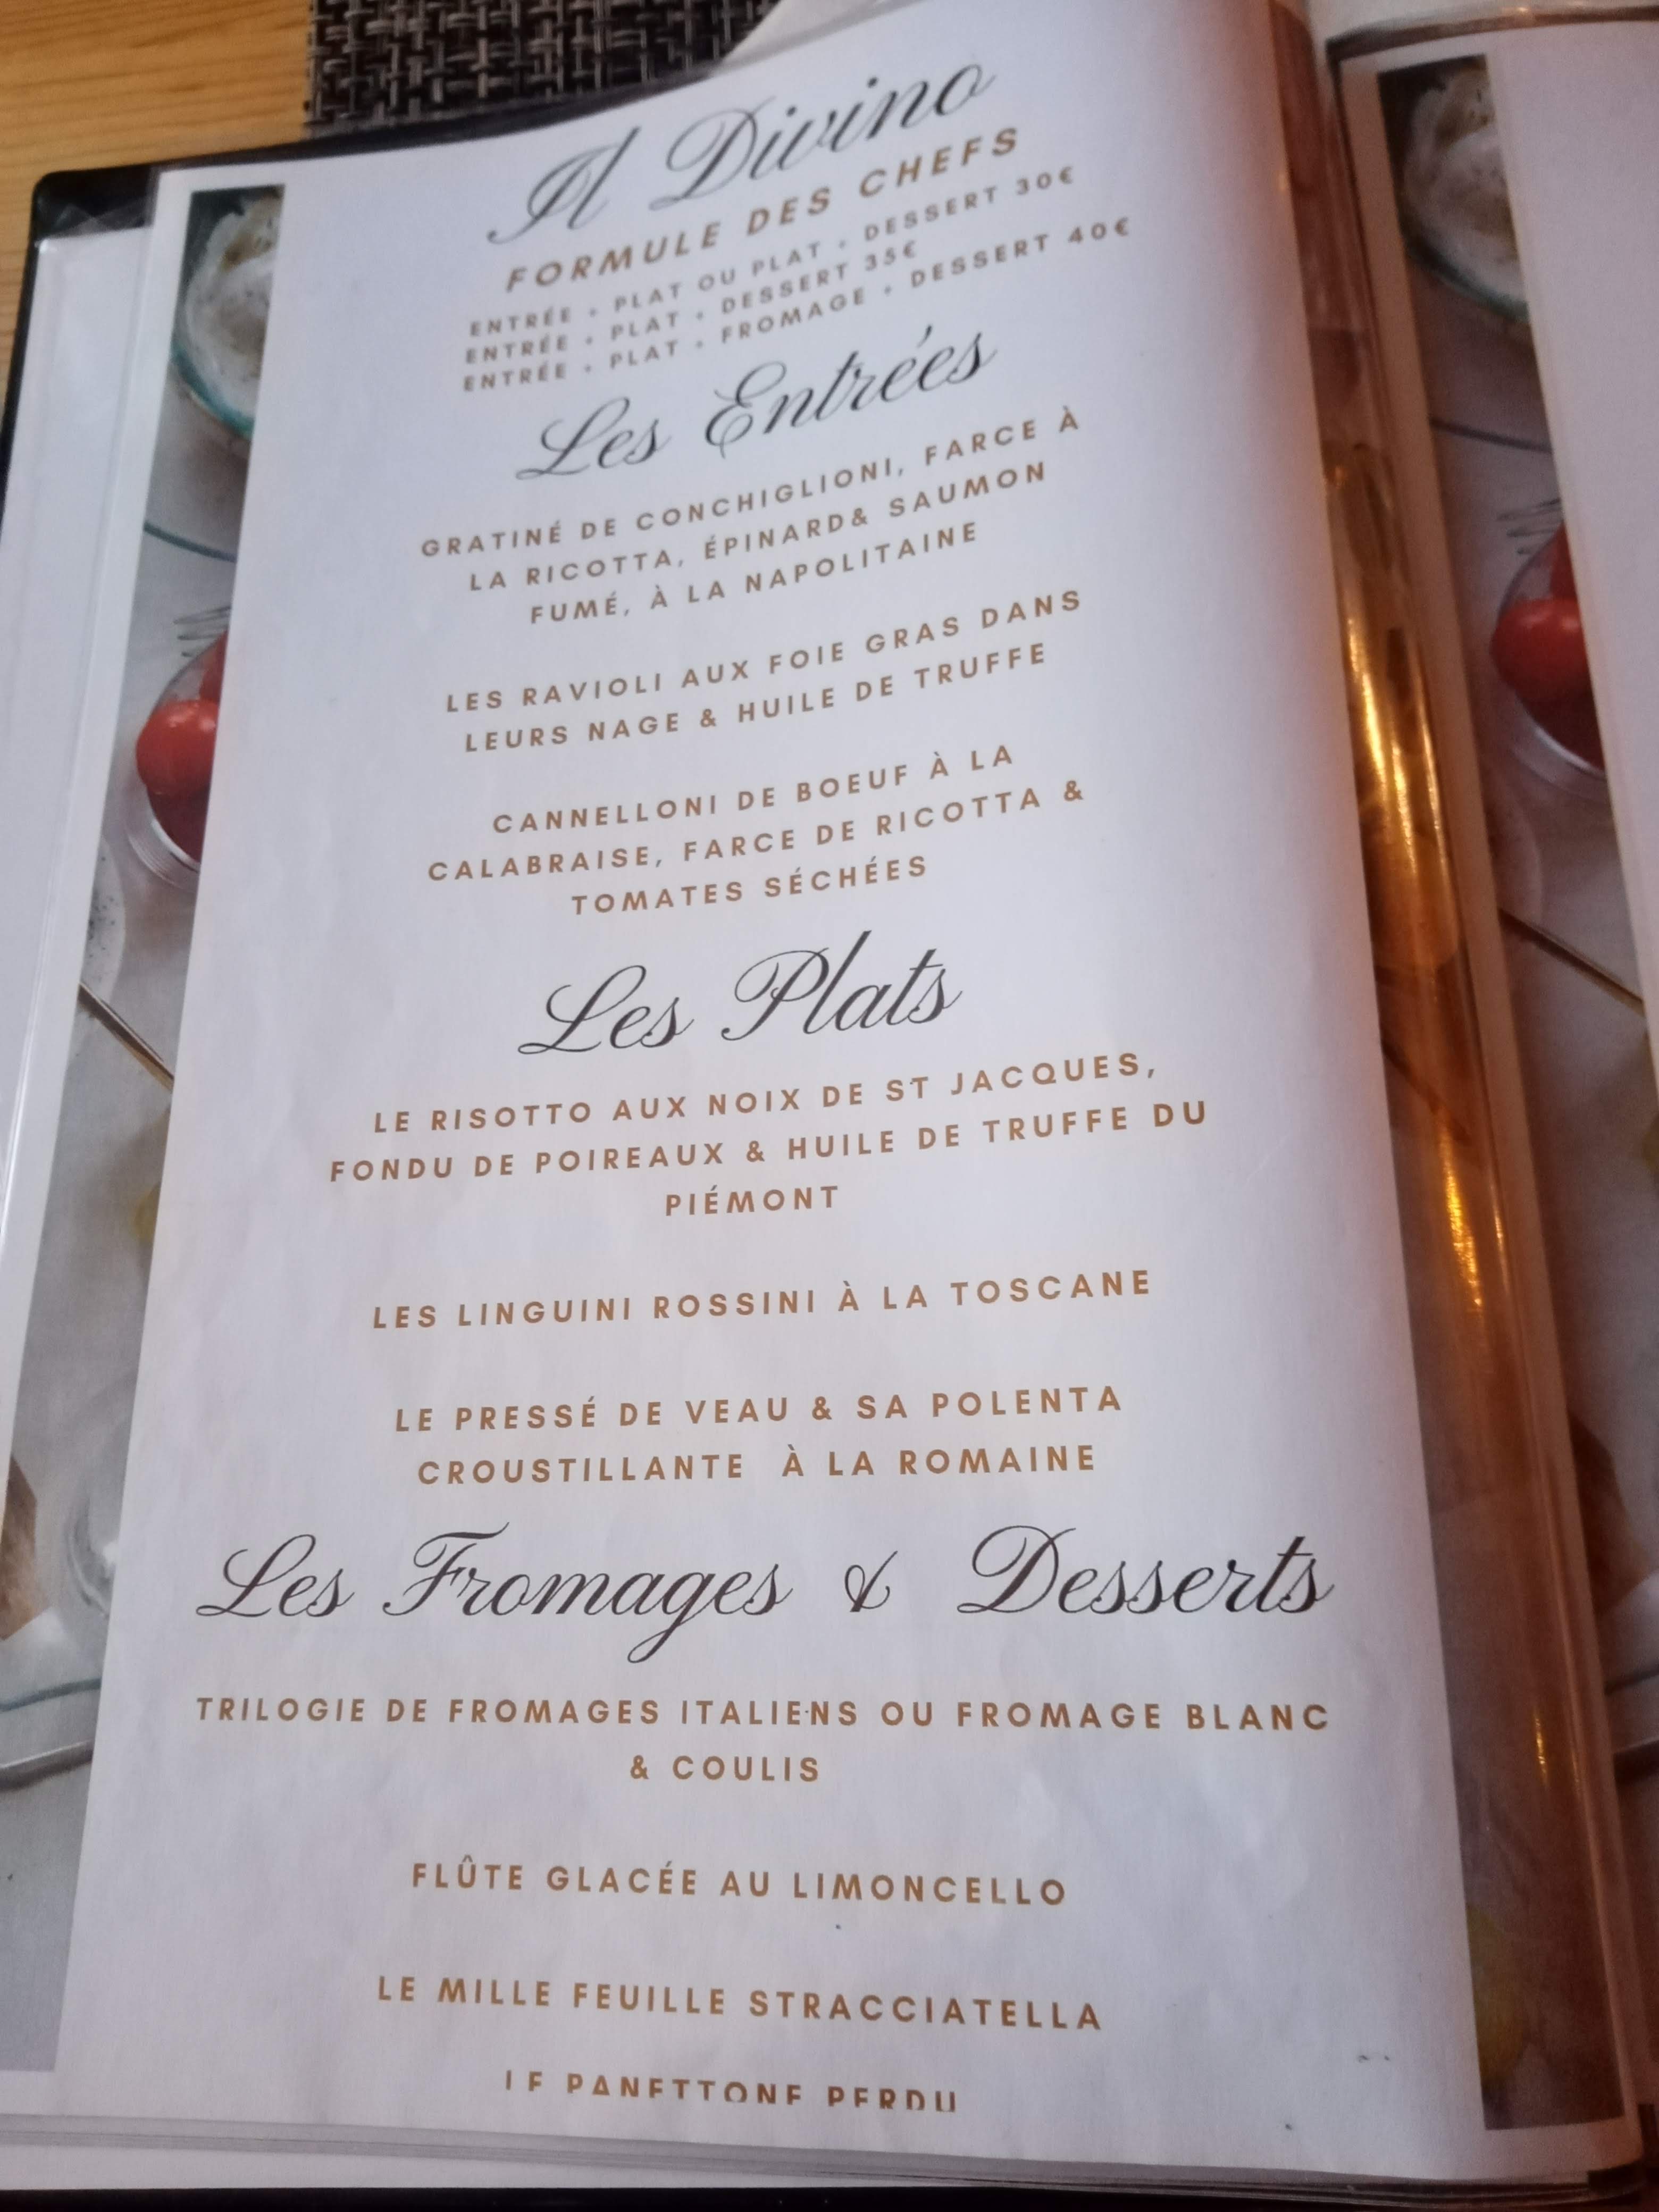 Il Divino
FORMULE DES CHEFS
ENTRÉE + PLAT OU PLAT + DESSERT 30€
ENTRÉE + PLAT + DESSERT 35€
ENTRÉE + PLAT + FROMAGE + DESSERT 40€
Les Entrées
GRATINÉ DE CONCHIGLIONI, FARCE À
LA RICOTTA, ÉPINARD& SAUMON
FUMÉ, À LA NAPOLITAINE
LES RAVIOLI AUX FOIE GRAS DANS
LEURS NAGE & HUILE DE TRUFFE
CANNELLONI DE BOEUF À LA
CALABRAISE, FARCE DE RICOTTA &
TOMATES SÉCHÉES
Les Plats
LE RISOTTO AUX NOIX DE ST JACQUES,
FONDU DE POIREAUX & HUILE DE TRUFFE DU
PIÉMONT
LES LINGUINI ROSSINI À LA TOSCANE
LE PRESSÉ DE VEAU & SA POLENTA
CROUSTILLANTE À LA ROMAINE
Les Fromages & Desserts
TRILOGIE DE FROMAGES ITALIENS OU FROMAGE BLANC
& COULIS
FLÛTE GLACÉE AU LIMONCELLO
LE MILLE FEUILLE STRACCIATELLA
LE PANETTONE PERDU